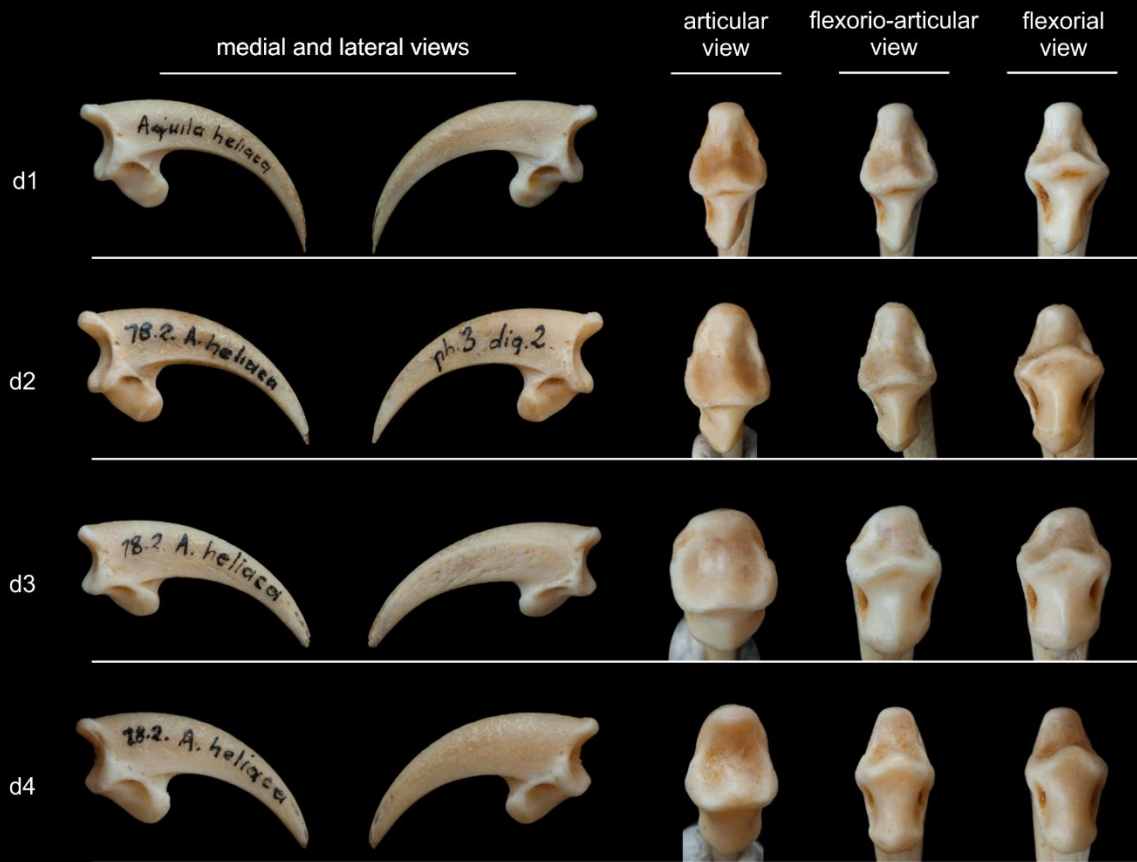 medial and lateral views
articular
view
flexorio-articular
view
flexorial
view
d1
Aquila heliaca
d2
78.2. A. heliaca
ph.3 dig.2.
d3
78.2. A. heliaca
d4
78.2. A. heliaca